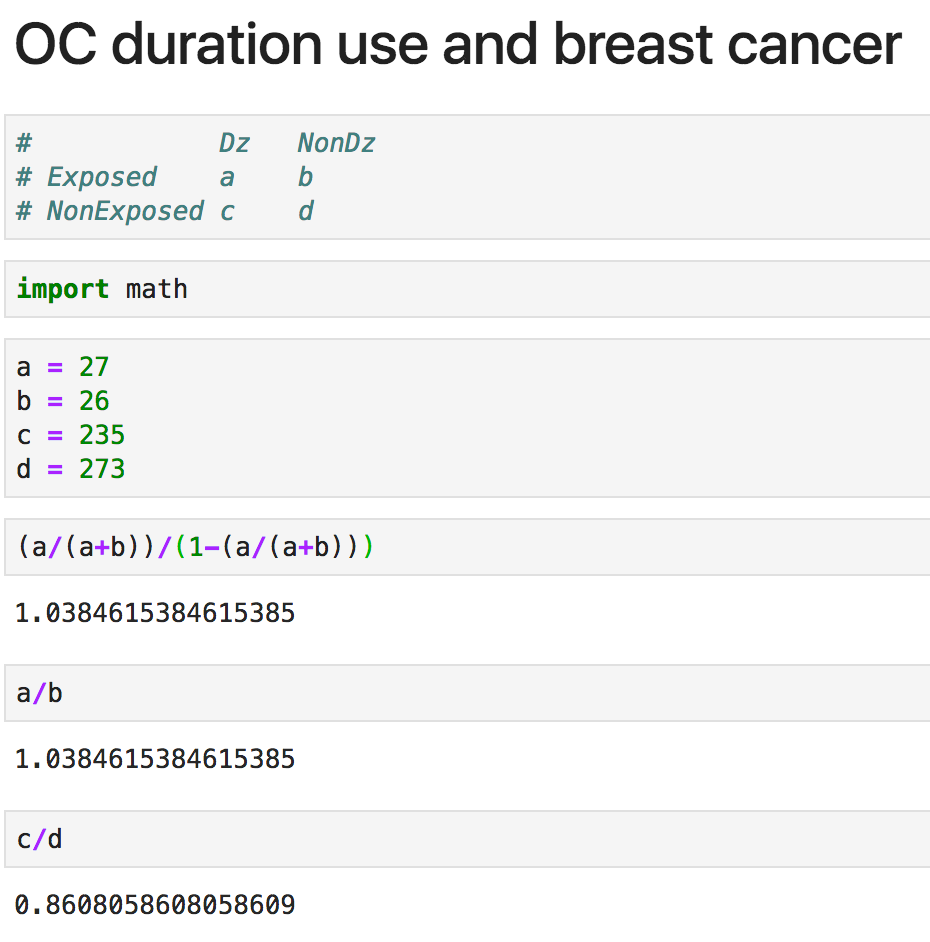 OC duration use and breast cancer
#            Dz   NonDz
# Exposed    a    b
# NonExposed c    d
import math
a = 27
b = 26
c = 235
d = 273
(a/(a+b))/(1-(a/(a+b)))
1.0384615384615385
a/b
1.0384615384615385
c/d
0.8608058608058609